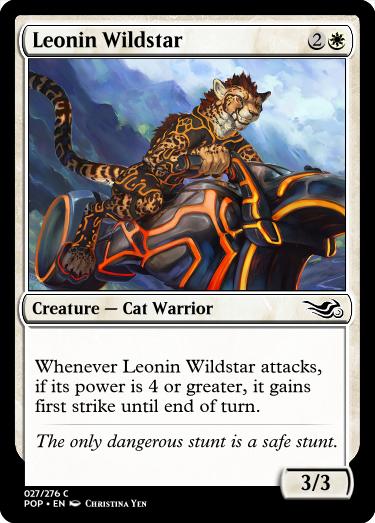 Leonin Wildstar 2
Creature — Cat Warrior
Whenever Leonin Wildstar attacks,
if its power is 4 or greater, it gains
first strike until end of turn.
The only dangerous stunt is a safe stunt.
3/3
027/276 C
POP • EN Christina Yen